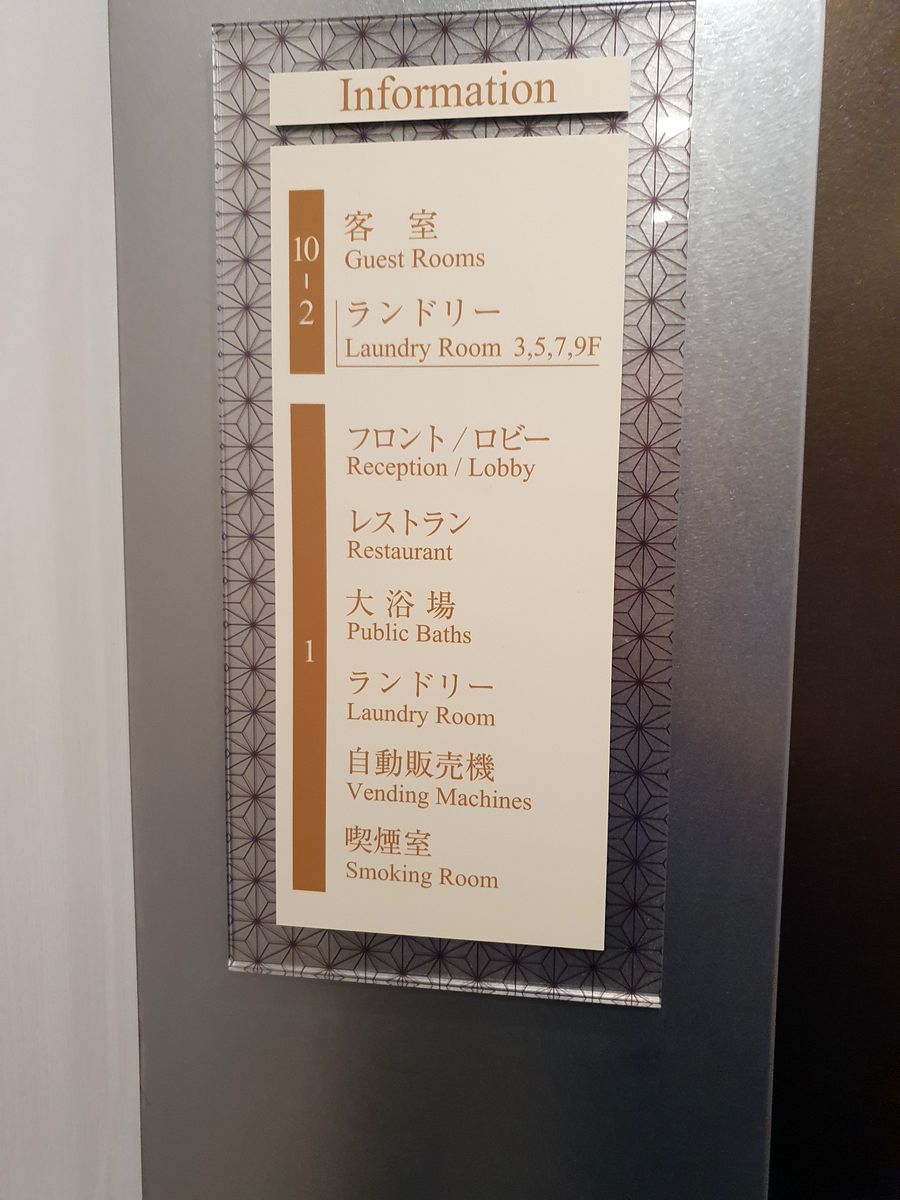 Information
10
-
2
客 室
Guest Rooms
ランドリー
Laundry Room 3,5,7,9F
1
フロント / ロビー
Reception / Lobby
レストラン
Restaurant
大浴場
Public Baths
ランドリー
Laundry Room
自動販売機
Vending Machines
喫煙室
Smoking Room